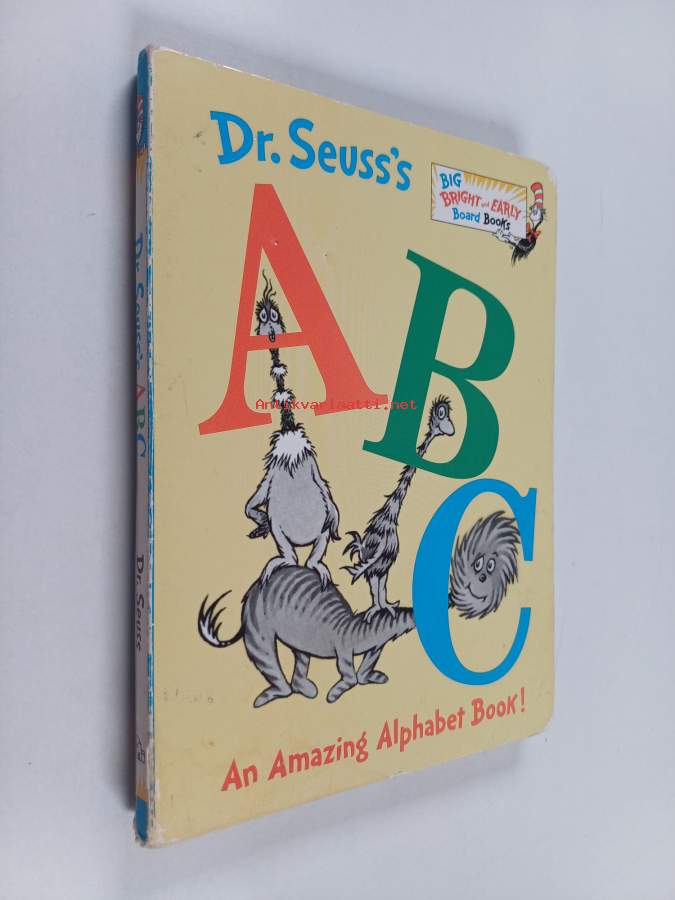 Dr. Seuss's
BIG
BRIGHT and EARLY
Board Books
A
B
C
Antikvariaatti.net
An Amazing Alphabet Book!
Dr. Seuss's ABC
Dr. Seuss